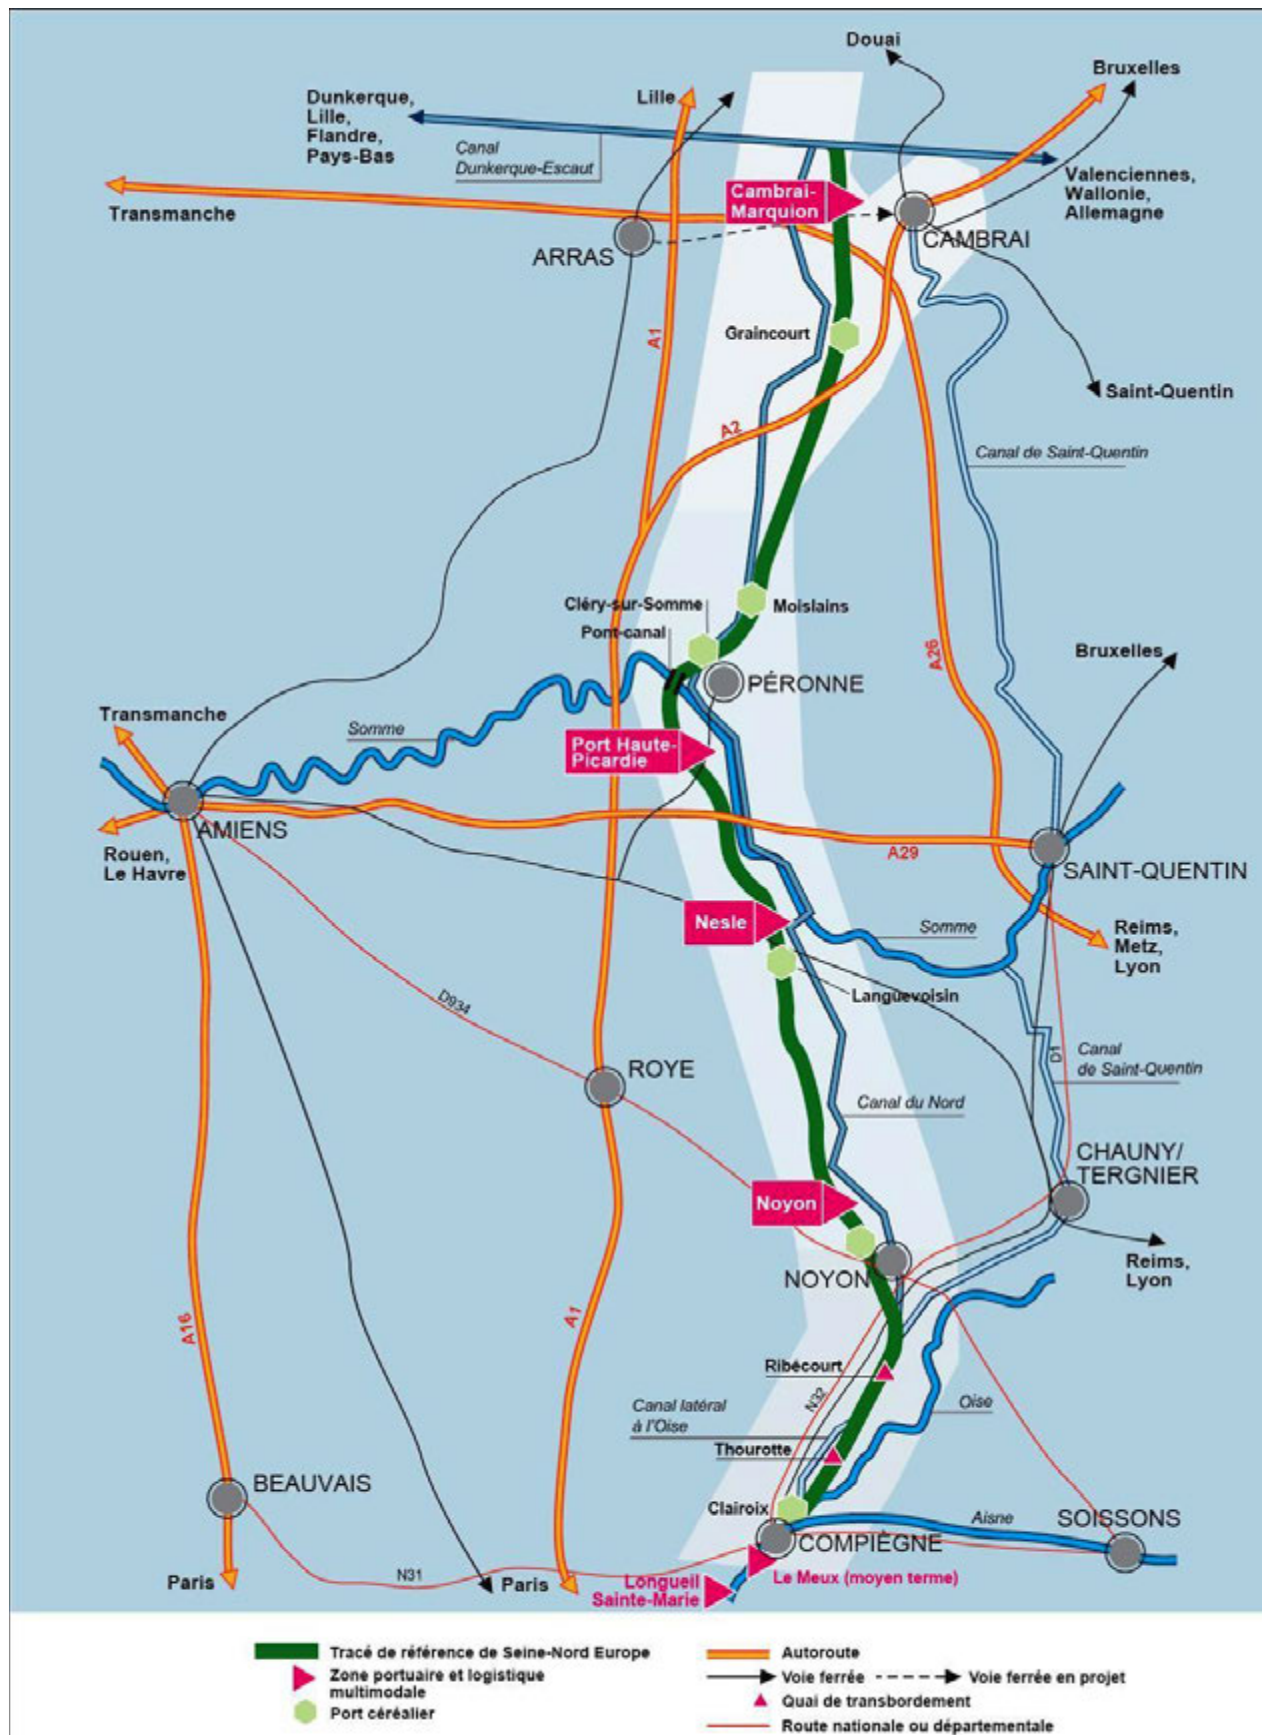 Douai
Bruxelles
Dunkerque,
Lille,
Flandre,
Pays-Bas
Lille
Canal
Dunkerque-Escaut
Valenciennes,
Wallonie,
Allemagne
Transmanche
Cambrai-
Marquion
ARRAS
CAMBRAI
A1
Graincourt
Saint-Quentin
A2
Canal de Saint-Quentin
Cléry-sur-Somme
Moislains
Pont-canal
A26
Bruxelles
PÉRONNE
Transmanche
Somme
Port Haute-
Picardie
AMIENS
Rouen,
Le Havre
A29
SAINT-QUENTIN
Nesle
Somme
Reims,
Metz,
Lyon
Languevoisin
D934
ROYE
D1
Canal
de Saint-Quentin
Canal du Nord
CHAUNY/
TERGNIER
Noyon
NOYON
Reims,
Lyon
A16
A1
Ribécourt
N32
Canal latéral
à l'Oise
Oise
Thourotte
BEAUVAIS
Clairoix
Aisne
SOISSONS
COMPIÈGNE
Paris
N31
Paris
Longueil
Sainte-Marie
Le Meux (moyen terme)
Tracé de référence de Seine-Nord Europe
Zone portuaire et logistique
multimodale
Port céréalier
Autoroute
Voie ferrée
Voie ferrée en projet
Quai de transbordement
Route nationale ou départementale